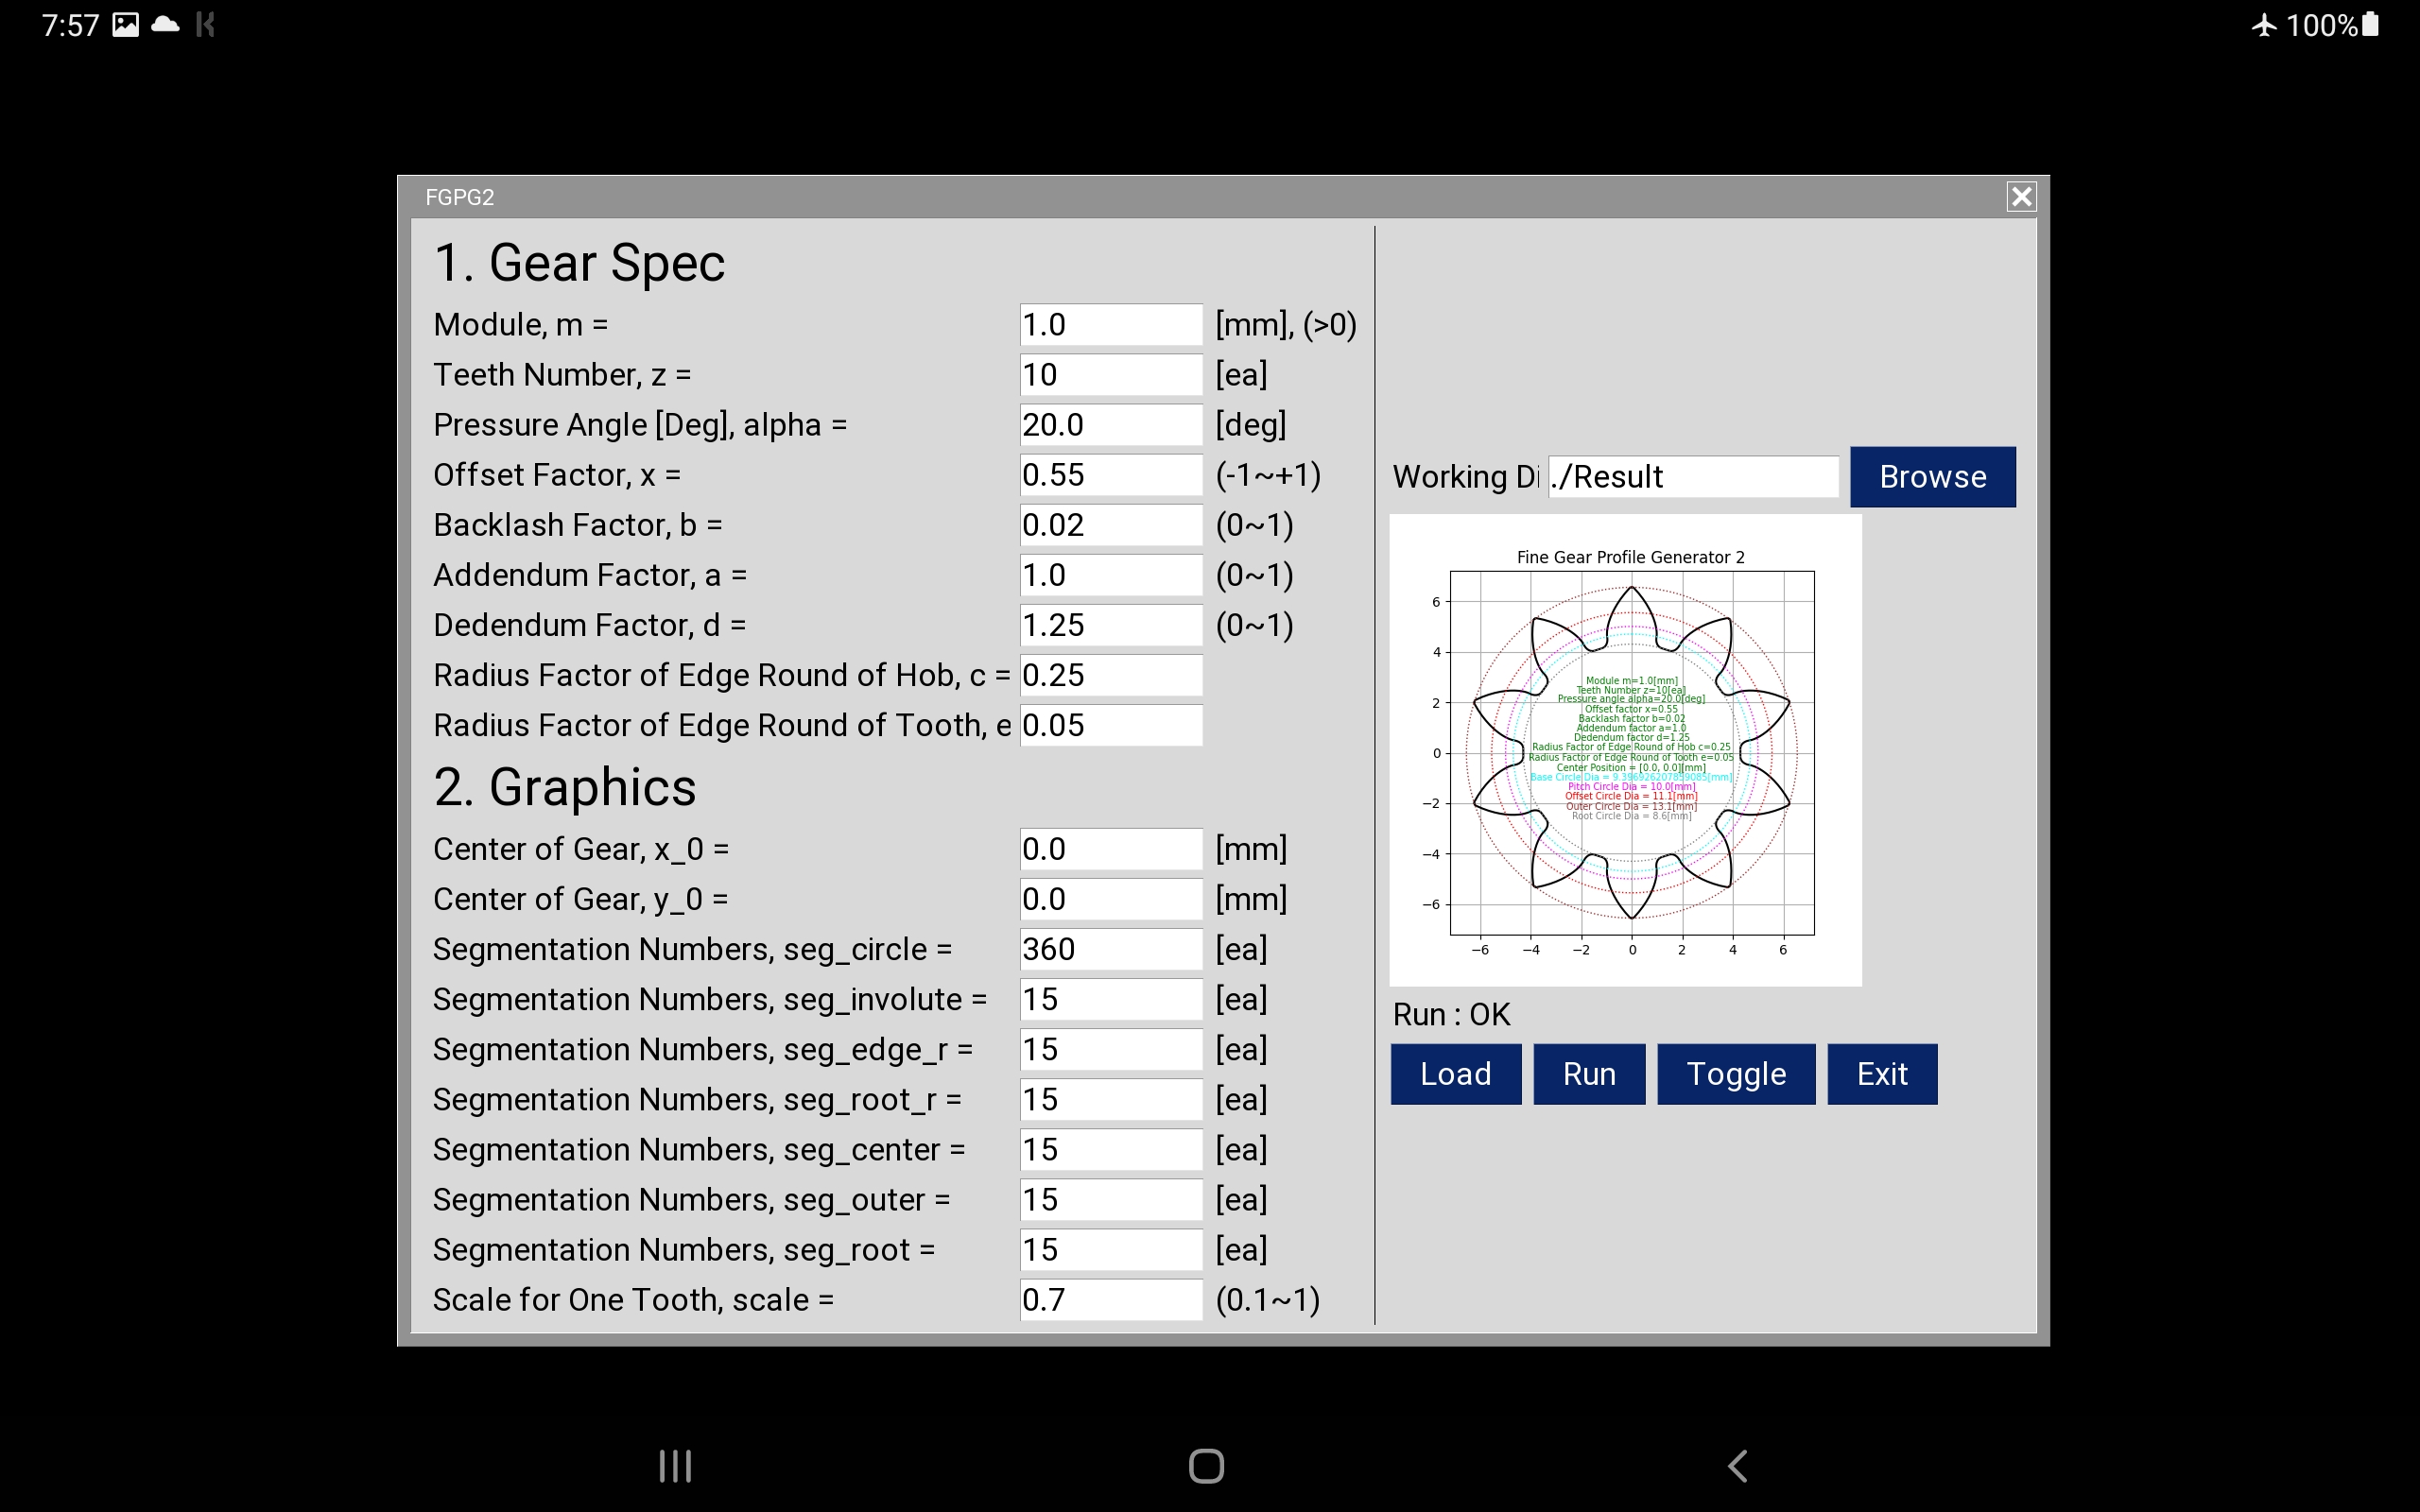 7:57 100%
FGPG2
1. Gear Spec
Module, m = 1.0 [mm], (>0)
Teeth Number, z = 10 [ea]
Pressure Angle [Deg], alpha = 20.0 [deg]
Offset Factor, x = 0.55 (-1~+1)
Backlash Factor, b = 0.02 (0~1)
Addendum Factor, a = 1.0 (0~1)
Dedendum Factor, d = 1.25 (0~1)
Radius Factor of Edge Round of Hob, c = 0.25
Radius Factor of Edge Round of Tooth, e 0.05
2. Graphics
Center of Gear, x_0 = 0.0 [mm]
Center of Gear, y_0 = 0.0 [mm]
Segmentation Numbers, seg_circle = 360 [ea]
Segmentation Numbers, seg_involute = 15 [ea]
Segmentation Numbers, seg_edge_r = 15 [ea]
Segmentation Numbers, seg_root_r = 15 [ea]
Segmentation Numbers, seg_center = 15 [ea]
Segmentation Numbers, seg_outer = 15 [ea]
Segmentation Numbers, seg_root = 15 [ea]
Scale for One Tooth, scale = 0.7 (0.1~1)
Working Di ./Result Browse
Fine Gear Profile Generator 2
6
4
2
0
−2
−4
−6
−6 −4 −2 0 2 4 6
Module m=1.0[mm]
Teeth Number z=10[ea]
Pressure angle alpha=20.0[deg]
Offset factor x=0.55
Backlash factor b=0.02
Addendum factor a=1.0
Dedendum factor d=1.25
Radius Factor of Edge Round of Hob c=0.25
Radius Factor of Edge Round of Tooth e=0.05
Center Position = [0.0, 0.0][mm]
Base Circle Dia = 9.396926207859085[mm]
Pitch Circle Dia = 10.0[mm]
Offset Circle Dia = 11.1[mm]
Outer Circle Dia = 13.1[mm]
Root Circle Dia = 8.6[mm]
Run : OK
Load Run Toggle Exit